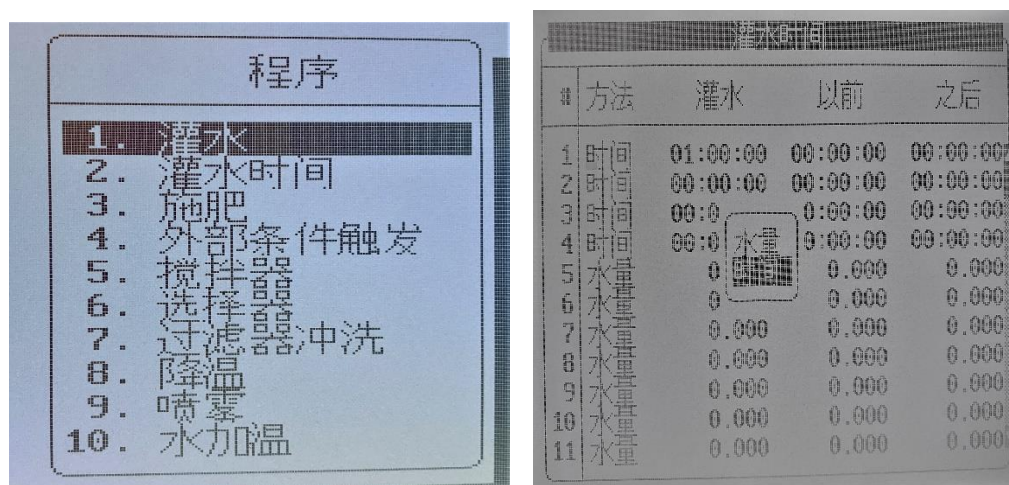 程序
1. 灌水
2. 灌水时间
3. 施肥
4. 外部条件触发
5. 搅拌器
6. 选择器
7. 过滤器冲洗
8. 降温
9. 喷雾
10. 水加温
灌水时间
# 方法 灌水 以前 之后
1 时间 01:00:00 00:00:00 00:00:00
2 时间 00:00:00 00:00:00 00:00:00
3 时间 00:0 0:00:00 00:00:00
4 时间 00:0 水量 0:00:00 00:00:00
5 水量 0 时间 0.000 0.000
6 水量 0 0.000 0.000
7 水量 0.000 0.000 0.000
8 水量 0.000 0.000 0.000
9 水量 0.000 0.000 0.000
10 水量 0.000 0.000 0.000
11 水量 0.000 0.000 0.000